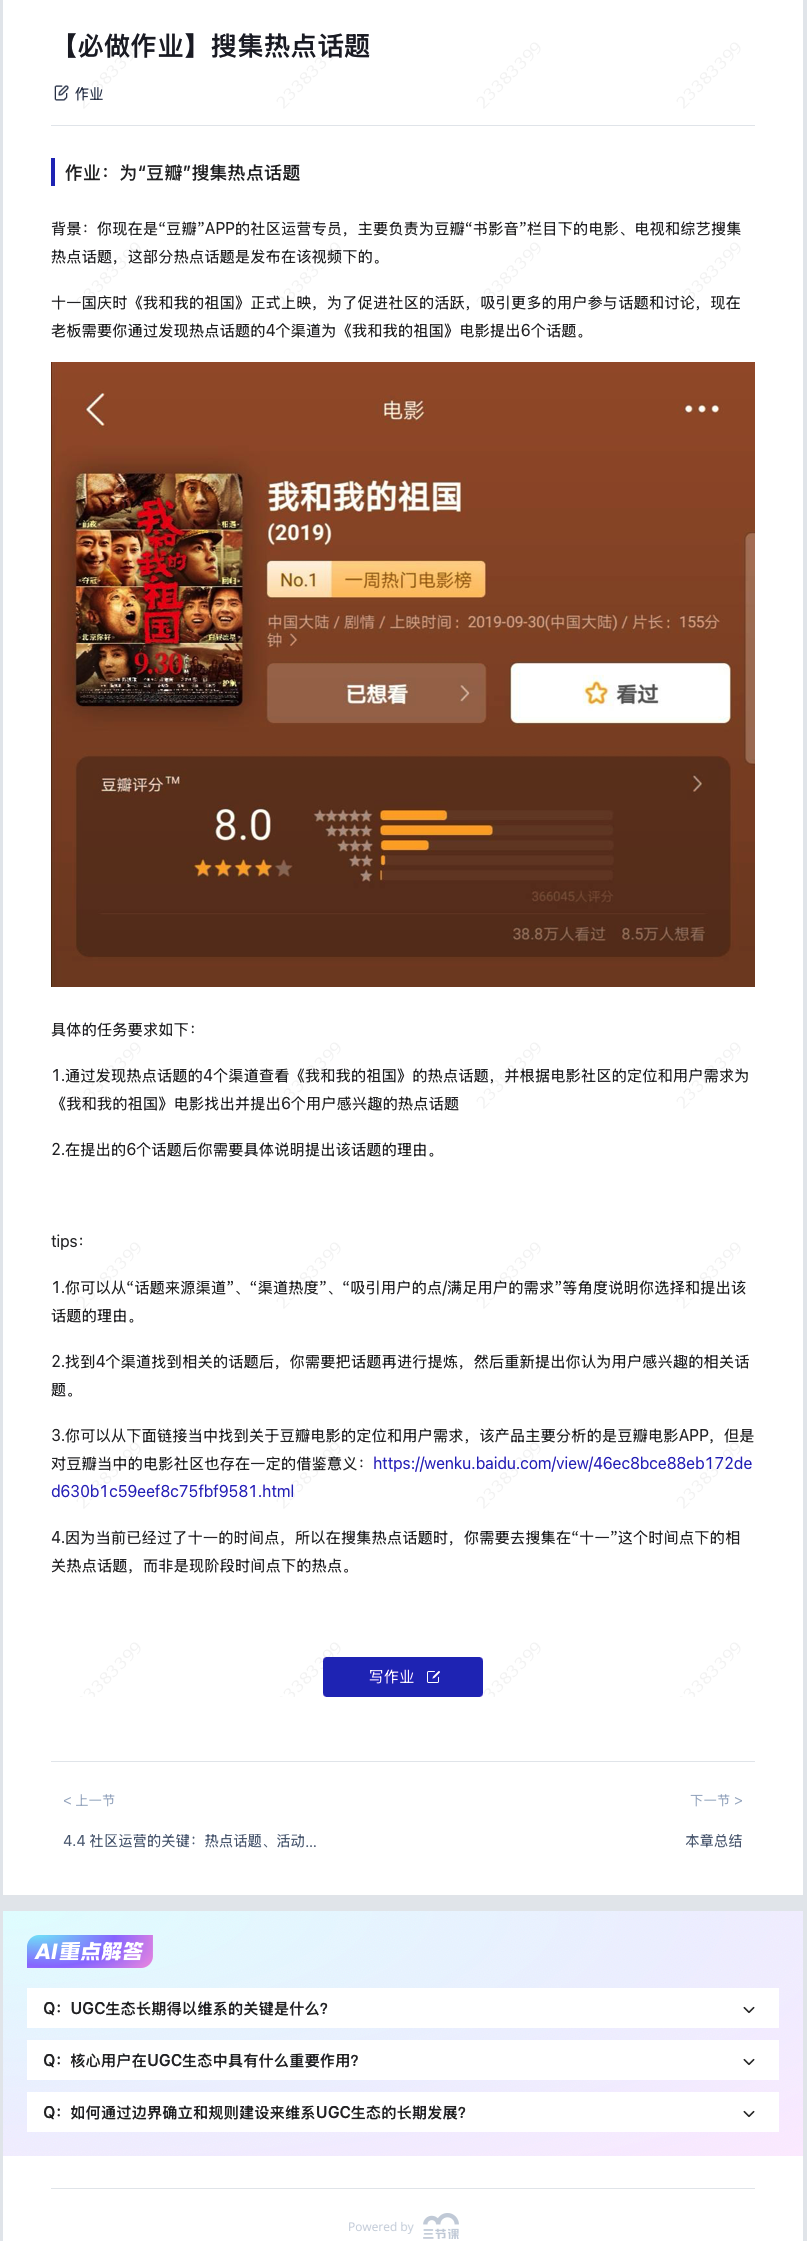 【必做作业】搜集热点话题
作业
作业：为“豆瓣”搜集热点话题
背景：你现在是“豆瓣”APP的社区运营专员，主要负责为豆瓣“书影音”栏目下的电影、电视和综艺搜集
热点话题，这部分热点话题是发布在该视频下的。
十一国庆时《我和我的祖国》正式上映，为了促进社区的活跃，吸引更多的用户参与话题和讨论，现在
老板需要你通过发现热点话题的4个渠道为《我和我的祖国》电影提出6个话题。
电影
我和我的祖国
(2019)
No.1 一周热门电影榜
中国大陆 / 剧情 / 上映时间：2019-09-30(中国大陆) / 片长：155分
钟 >
已想看 >
看过
我和我的祖国
·前夜·
·相遇·
·夺冠·
·回归·
·北京你好·
·白昼流星·
9.30
·护航·
豆瓣评分™
8.0
366045人评分
38.8万人看过 8.5万人想看
具体的任务要求如下：
1.通过发现热点话题的4个渠道查看《我和我的祖国》的热点话题，并根据电影社区的定位和用户需求为
《我和我的祖国》电影找出并提出6个用户感兴趣的热点话题
2.在提出的6个话题后你需要具体说明提出该话题的理由。
tips：
1.你可以从“话题来源渠道”、“渠道热度”、“吸引用户的点/满足用户的需求”等角度说明你选择和提出该
话题的理由。
2.找到4个渠道找到相关的话题后，你需要把话题再进行提炼，然后重新提出你认为用户感兴趣的相关话
题。
3.你可以从下面链接当中找到关于豆瓣电影的定位和用户需求，该产品主要分析的是豆瓣电影APP，但是
对豆瓣当中的电影社区也存在一定的借鉴意义：https://wenku.baidu.com/view/46ec8bce88eb172de
d630b1c59eef8c75fbf9581.html
4.因为当前已经过了十一的时间点，所以在搜集热点话题时，你需要去搜集在“十一”这个时间点下的相
关热点话题，而非是现阶段时间点下的热点。
写作业
< 上一节 下一节 >
4.4 社区运营的关键：热点话题、活动... 本章总结
AI重点解答
Q：UGC生态长期得以维系的关键是什么?
Q：核心用户在UGC生态中具有什么重要作用?
Q：如何通过边界确立和规则建设来维系UGC生态的长期发展?
Powered by 三节课
23383399